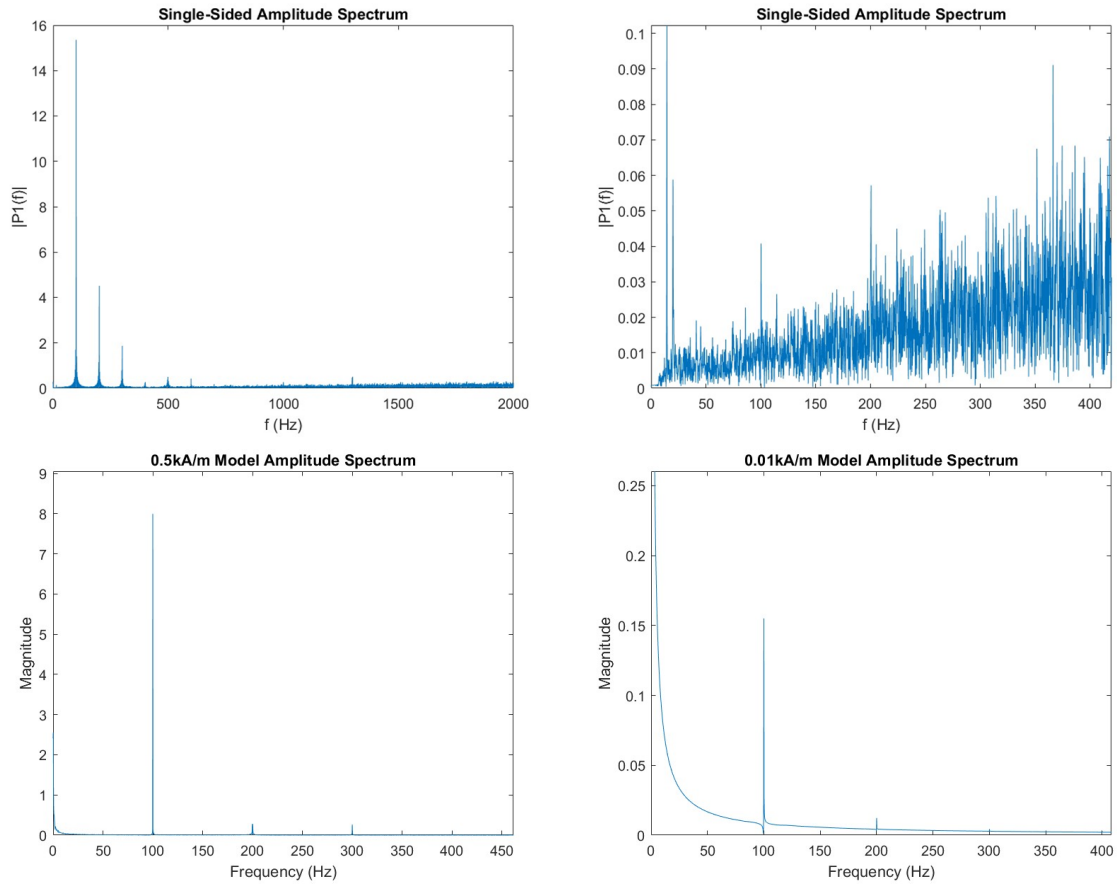 Single-Sided Amplitude Spectrum
16
14
12
10
8
6
4
2
0
|P1(f)|
0 500 1000 1500 2000
f (Hz)
Single-Sided Amplitude Spectrum
0.1
0.09
0.08
0.07
0.06
0.05
0.04
0.03
0.02
0.01
0
|P1(f)|
0 50 100 150 200 250 300 350 400
f (Hz)
0.5kA/m Model Amplitude Spectrum
9
8
7
6
5
4
3
2
1
0
Magnitude
0 50 100 150 200 250 300 350 400 450
Frequency (Hz)
0.01kA/m Model Amplitude Spectrum
0.25
0.2
0.15
0.1
0.05
0
Magnitude
0 50 100 150 200 250 300 350 400
Frequency (Hz)